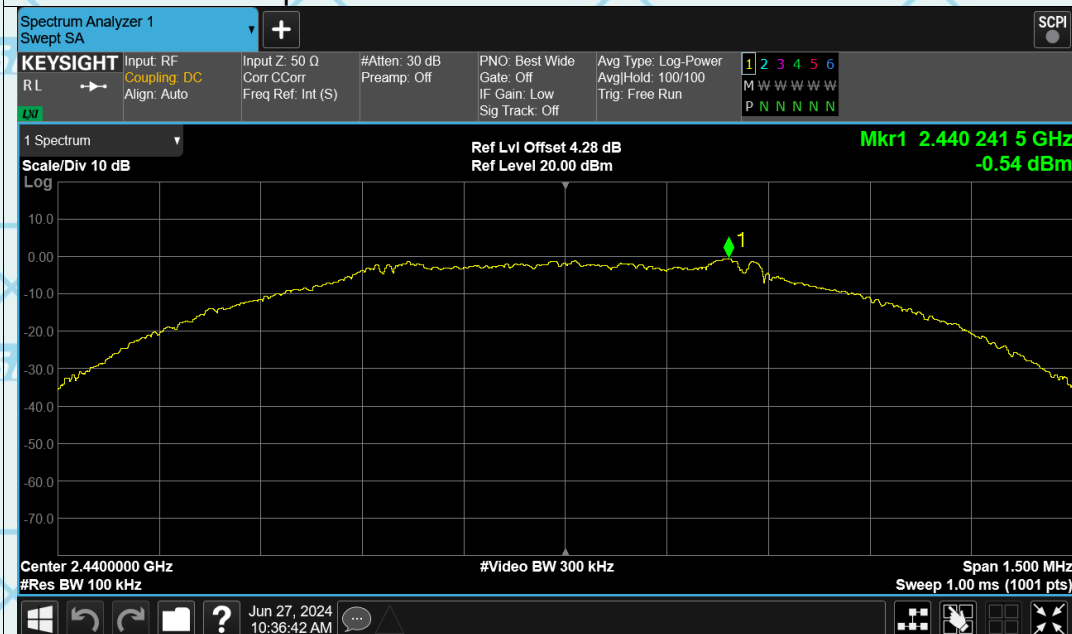 Spectrum Analyzer 1
Swept SA
+
SCPI
KEYSIGHT
RL
LXI
Input: RF
Coupling: DC
Align: Auto
Input Z: 50 Ω
Corr CCorr
Freq Ref: Int (S)
#Atten: 30 dB
Preamp: Off
PNO: Best Wide
Gate: Off
IF Gain: Low
Sig Track: Off
Avg Type: Log-Power
Avg|Hold: 100/100
Trig: Free Run
1 2 3 4 5 6
M W W W W W
P N N N N N
1 Spectrum
Scale/Div 10 dB
Log
Ref Lvl Offset 4.28 dB
Ref Level 20.00 dBm
Mkr1 2.440 241 5 GHz
-0.54 dBm
10.0
0.00
-10.0
-20.0
-30.0
-40.0
-50.0
-60.0
-70.0
1
Center 2.4400000 GHz
#Res BW 100 kHz
#Video BW 300 kHz
Span 1.500 MHz
Sweep 1.00 ms (1001 pts)
?
Jun 27, 2024
10:36:42 AM